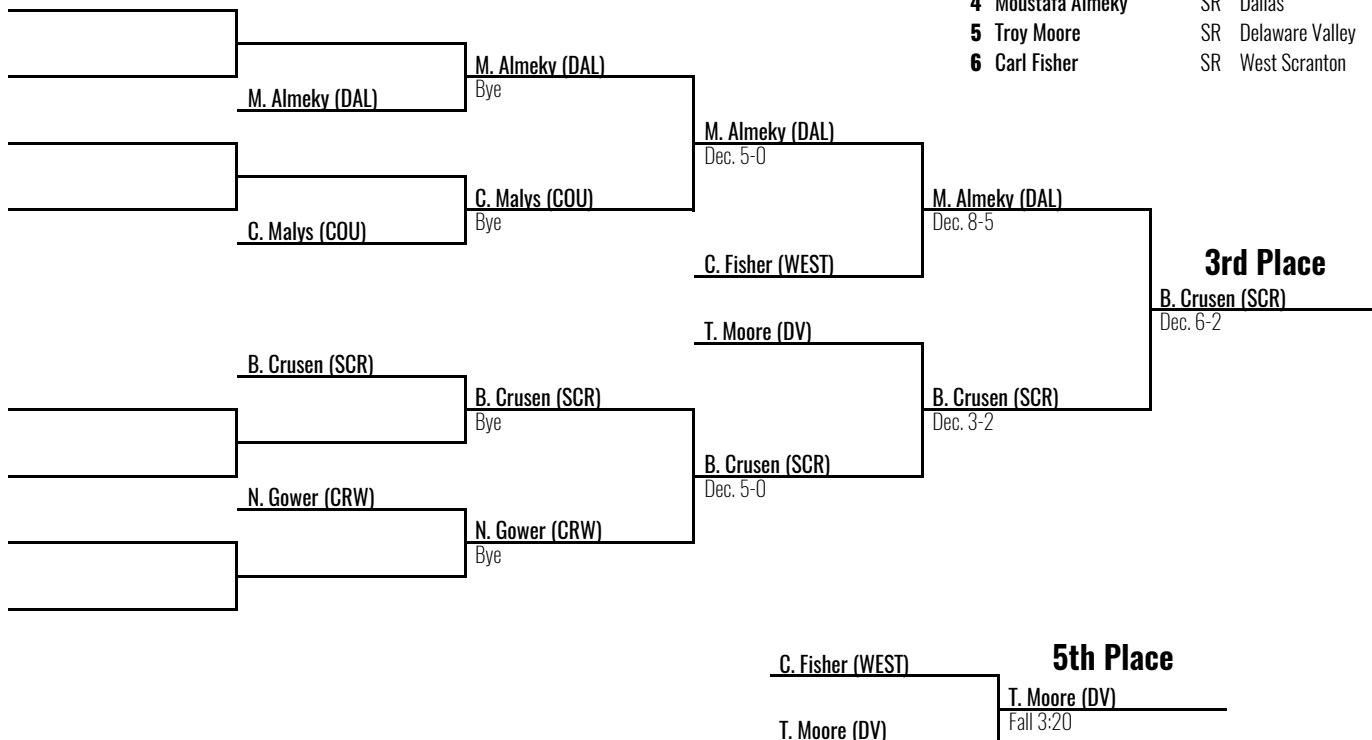 4 Moustafa Almeky SR Dallas
5 Troy Moore SR Delaware Valley
6 Carl Fisher SR West Scranton
M. Almeky (DAL)
Bye
M. Almeky (DAL)
M. Almeky (DAL)
Dec. 5-0
C. Malys (COU)
Bye
C. Malys (COU)
M. Almeky (DAL)
Dec. 8-5
C. Fisher (WEST)
3rd Place
B. Crusen (SCR)
Dec. 6-2
T. Moore (DV)
B. Crusen (SCR)
B. Crusen (SCR)
Bye
B. Crusen (SCR)
Dec. 3-2
B. Crusen (SCR)
Dec. 5-0
N. Gower (CRW)
N. Gower (CRW)
Bye
5th Place
C. Fisher (WEST)
T. Moore (DV)
Fall 3:20
T. Moore (DV)